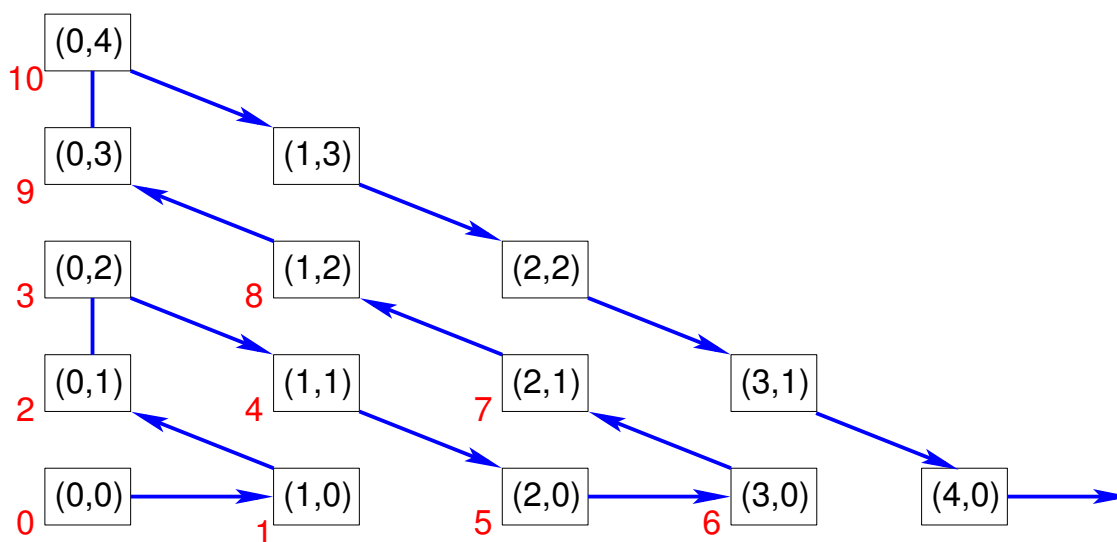 (0,4)
10
(0,3) (1,3)
9
(0,2) (1,2) (2,2)
3 8
(0,1) (1,1) (2,1) (3,1)
2 4 7
(0,0) (1,0) (2,0) (3,0) (4,0)
0 1 5 6